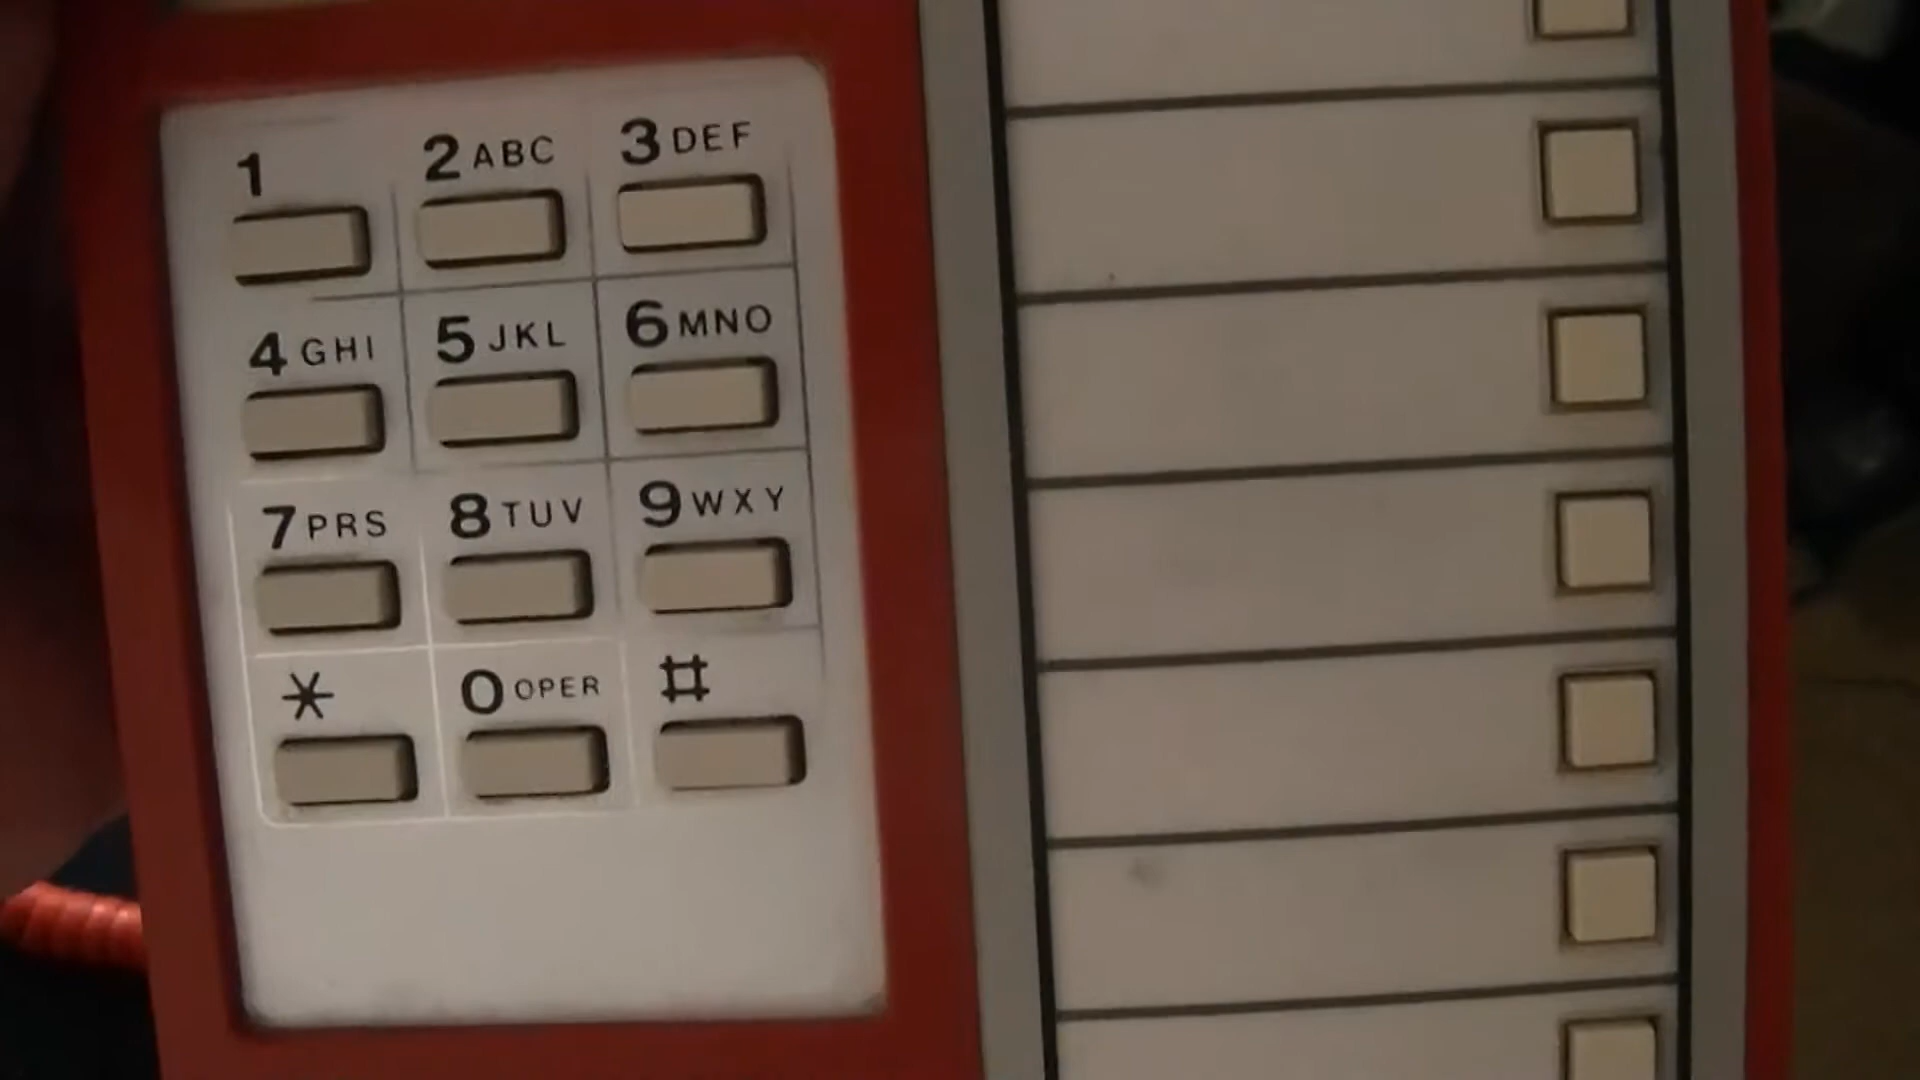 1 2 ABC 3 DEF
4 GHI 5 JKL 6 MNO
7 PRS 8 TUV 9 WXY
* 0 OPER #